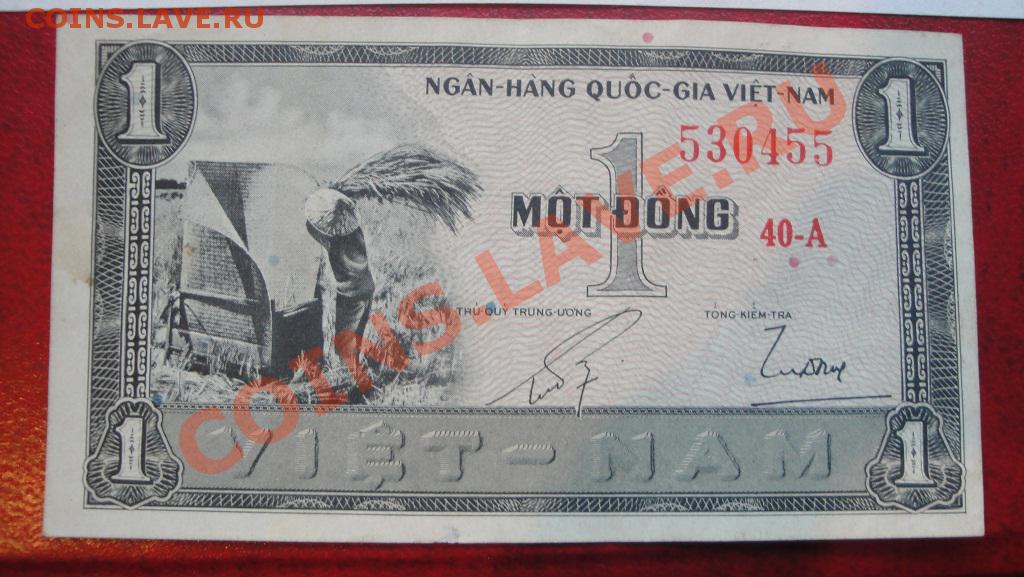 COINS.LAVE.RU
1
1
NGÂN-HÀNG QUỐC-GIA VIỆT-NAM
530455
1
MỘT ĐỒNG
40-A
THỦ-QUỸ TRUNG-ƯƠNG
TỔNG-KIỂM-TRA
VIỆT-NAM
1
1
COINS.LAVE.RU